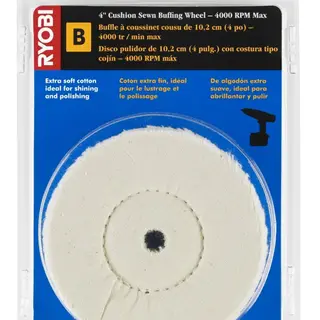 RYOBI
B
4" Cushion Sewn Buffing Wheel – 4000 RPM Max
Buffle à coussinet cousu de 10,2 cm (4 po) –
4000 tr / min max
Disco pulidor de 10,2 cm (4 pulg.) con costura tipo
cojín – 4000 RPM máx
Extra soft cotton
ideal for shining
and polishing
Coton extra fin, idéal
pour le lustrage et
le polissage
De algodón extra
suave, ideal para
abrillantar y pulir